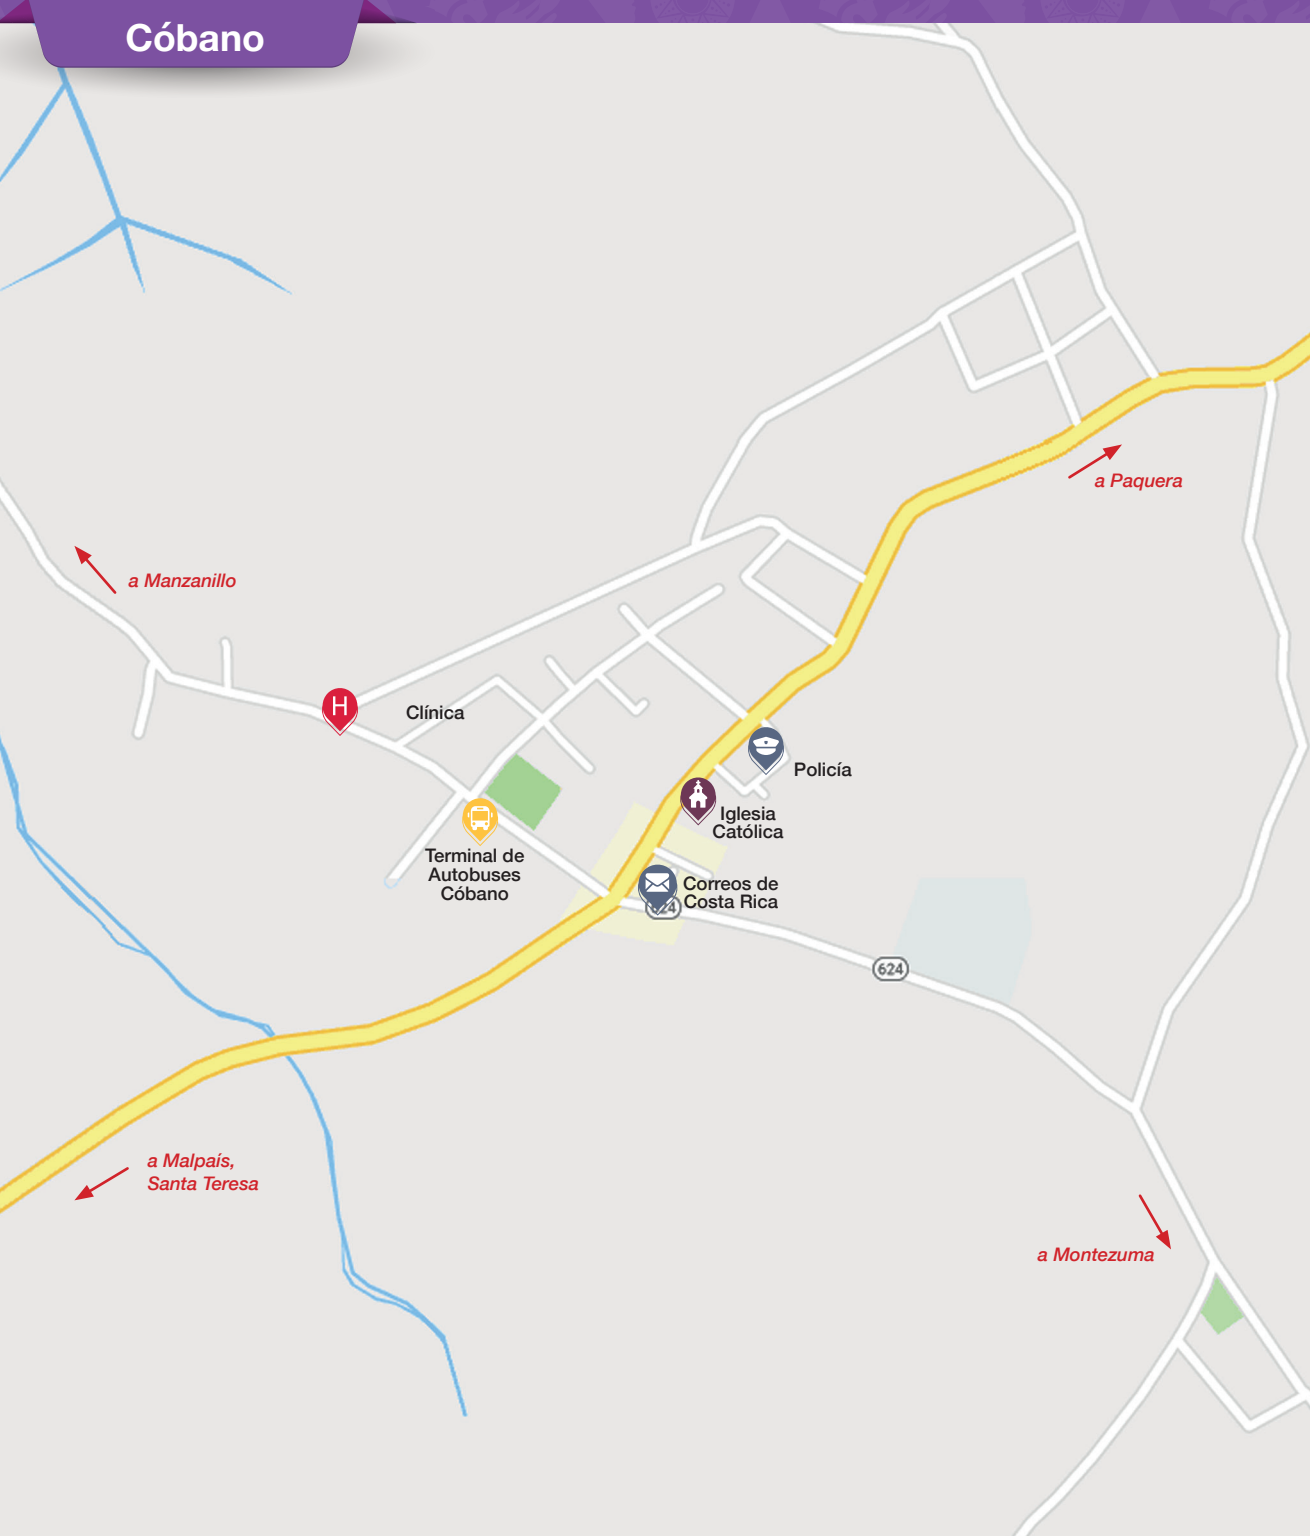 Cóbano
a Paquera
a Manzanillo
H
Clínica
Policía
Iglesia
Católica
Terminal de
Autobuses
Cóbano
Correos de
Costa Rica
624
624
a Malpaís,
Santa Teresa
a Montezuma